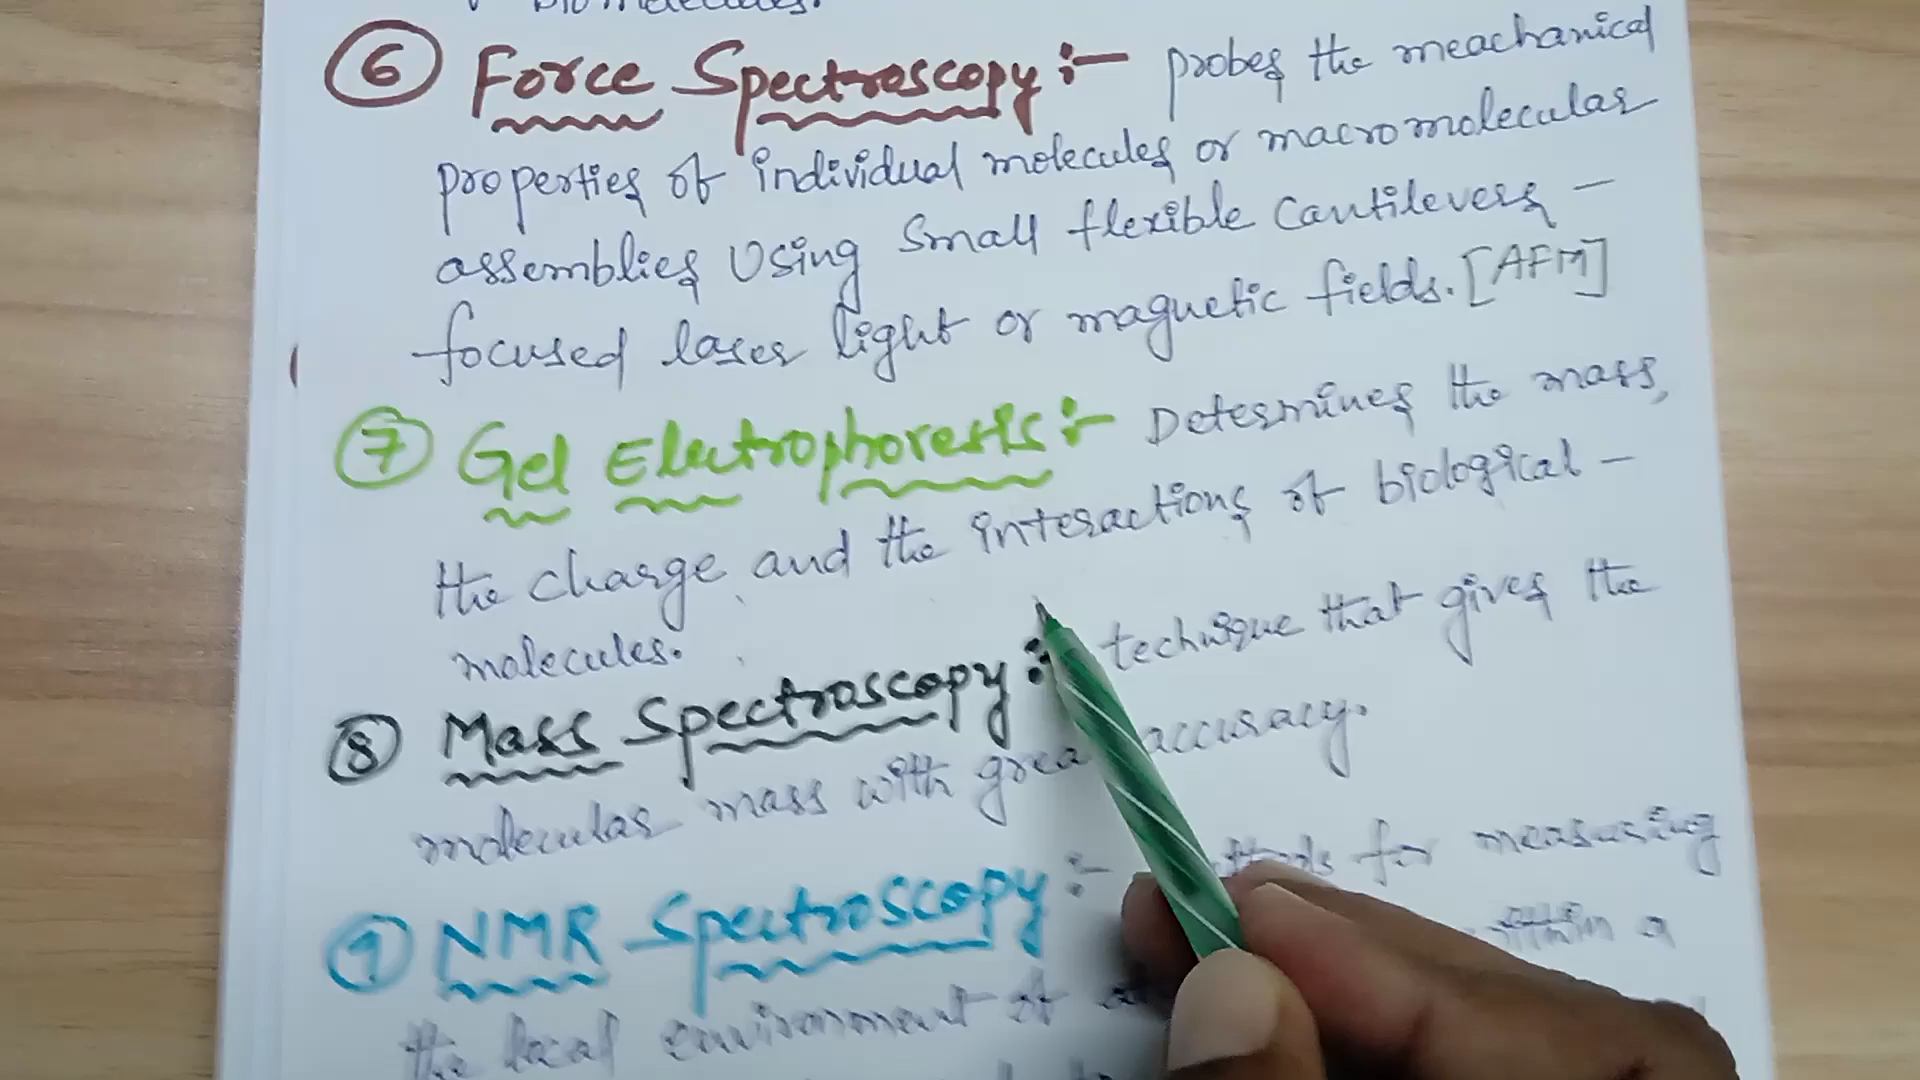 Biomolecules.
6 Force Spectroscopy :- probes the meachanical
properties of individual molecules or macromolecular
assemblies Using small flexible cantilevers -
focused laser light or magnetic fields. [AFM]
7 Gel Electrophoresis :- Determines the mass,
the charge and the interactions of biological -
molecules.
8 Mass Spectroscopy : technique that gives the
molecular mass with grea accuracy.
9 NMR Spectroscopy :- for measuring
a
the local environment of